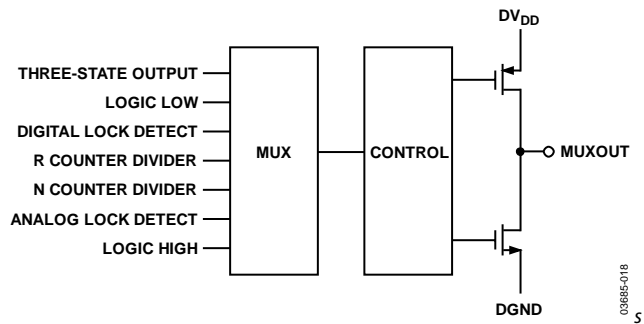 DVDD
THREE-STATE OUTPUT
LOGIC LOW
DIGITAL LOCK DETECT
R COUNTER DIVIDER
N COUNTER DIVIDER
ANALOG LOCK DETECT
LOGIC HIGH
MUX
CONTROL
MUXOUT
DGND
03685-018
S